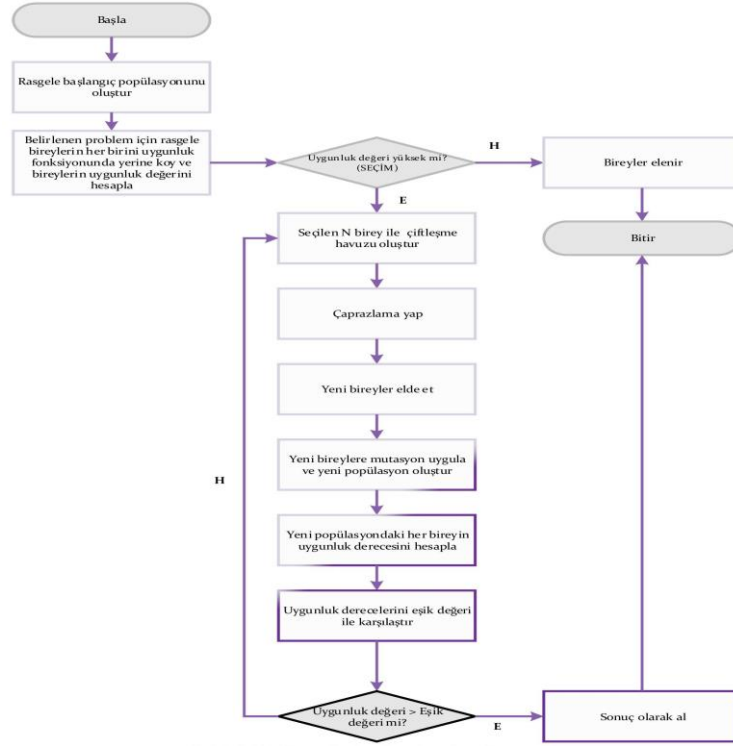 Başla
Rasgele başlangıç popülasyonunu
oluştur
Belirlenen problem için rasgele
bireylerin her birini uygunluk
fonksiyonunda yerine koy ve
bireylerin uygunluk değerini
hesapla
Uygunluk değeri yüksek mi?
(SEÇİM)
H
Bireyler elenir
Bitir
E
Seçilen N birey ile çiftleşme
havuzu oluştur
Çaprazlama yap
Yeni bireyler elde et
Yeni bireylere mutasyon uygula
ve yeni popülasyon oluştur
H
Yeni popülasyondaki her bireyin
uygunluk derecesini hesapla
Uygunluk derecelerini eşik değeri
ile karşılaştır
Uygunluk değeri > Eşik
değeri mi?
E
Sonuç olarak al